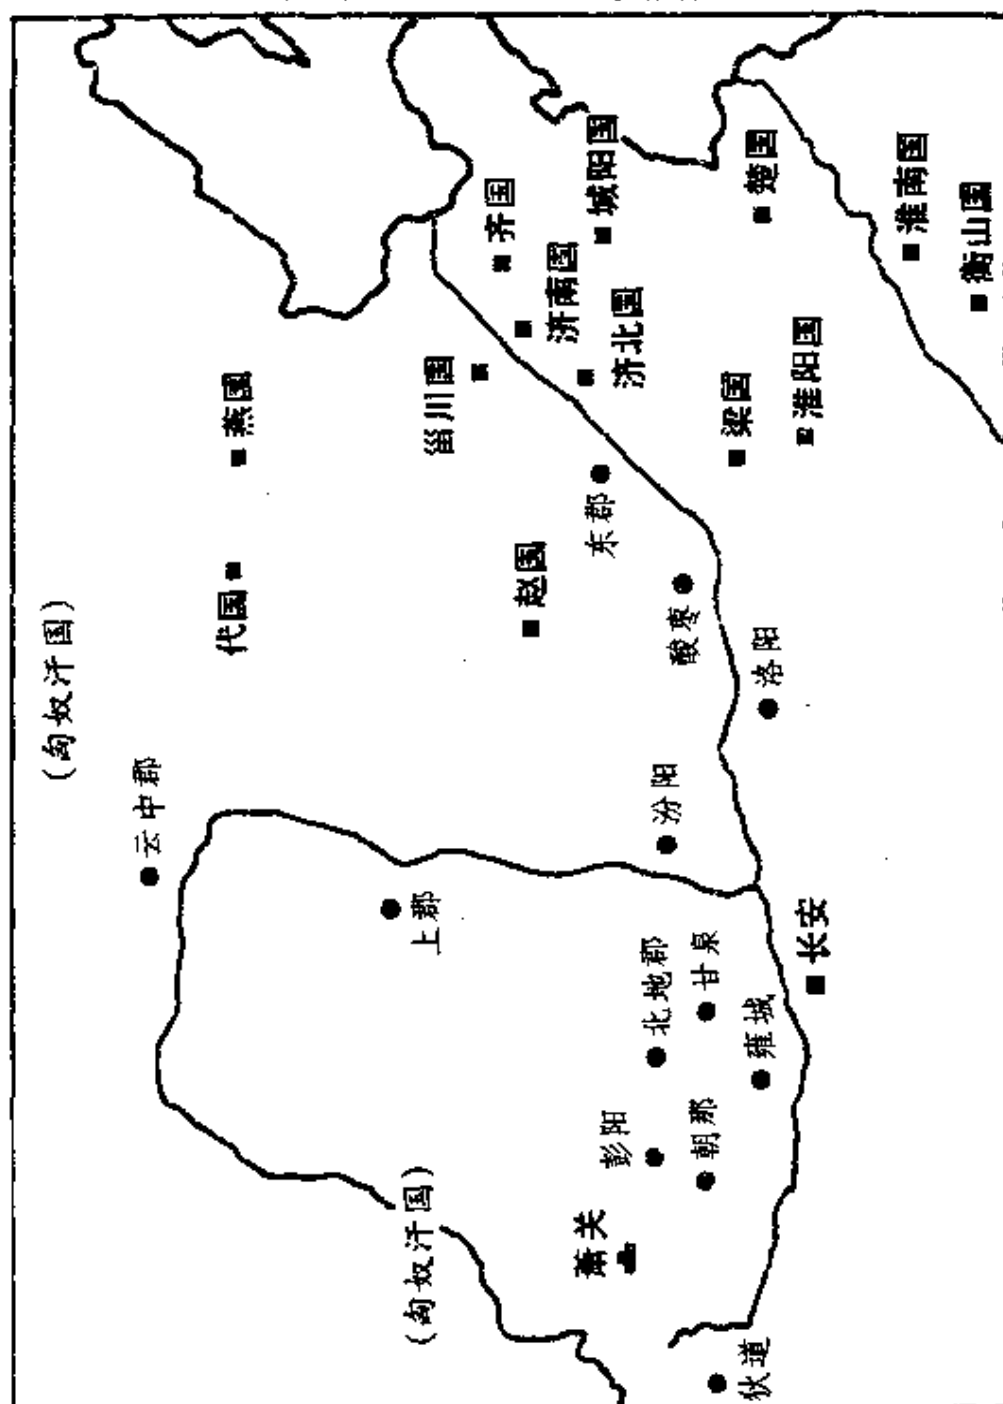 (匈奴汗国)
云中郡
代国
燕国
(匈奴汗国)
上郡
菑川国
齐国
赵国
济南国
萧关
彭阳
东郡
济北国
城阳国
北地郡
汾阳
酸枣
朝那
甘泉
梁国
楚国
狄道
雍城
洛阳
淮阳国
长安
淮南国
衡山国